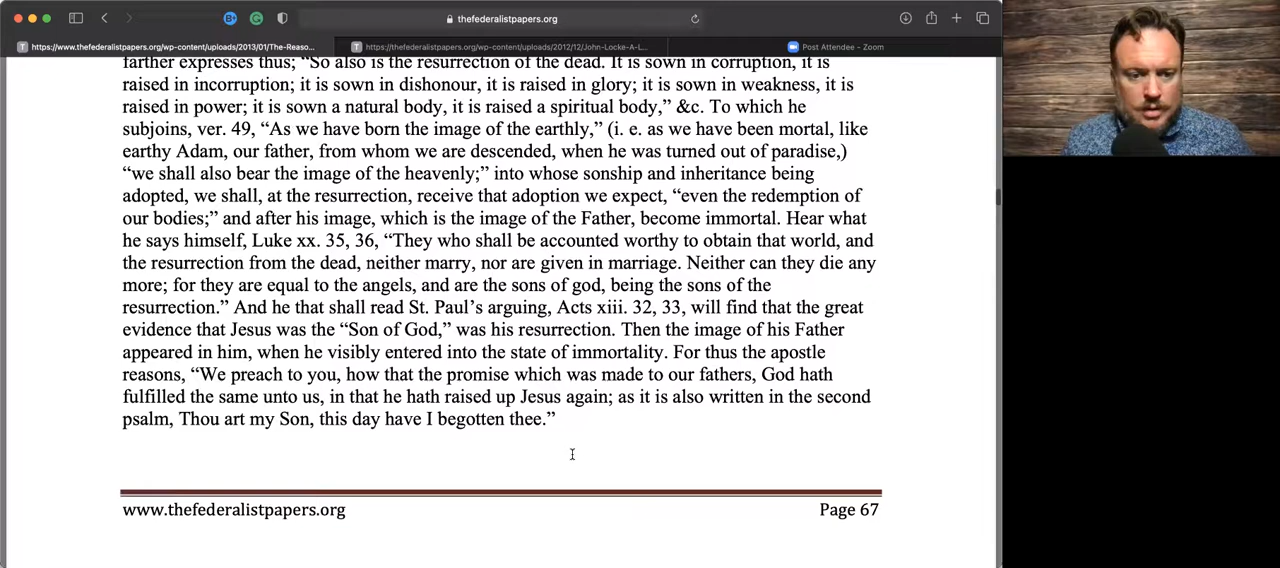 thefederalistpapers.org
https://www.thefederalistpapers.org/wp-content/uploads/2013/01/The-Reaso...
https://thefederalistpapers.org/wp-content/uploads/2012/12/John-Locke-A-L...
Post Attendee - Zoom
farther expresses thus; “So also is the resurrection of the dead. It is sown in corruption, it is
raised in incorruption; it is sown in dishonour, it is raised in glory; it is sown in weakness, it is
raised in power; it is sown a natural body, it is raised a spiritual body,” &c. To which he
subjoins, ver. 49, “As we have born the image of the earthly,” (i. e. as we have been mortal, like
earthy Adam, our father, from whom we are descended, when he was turned out of paradise,)
“we shall also bear the image of the heavenly;” into whose sonship and inheritance being
adopted, we shall, at the resurrection, receive that adoption we expect, “even the redemption of
our bodies;” and after his image, which is the image of the Father, become immortal. Hear what
he says himself, Luke xx. 35, 36, “They who shall be accounted worthy to obtain that world, and
the resurrection from the dead, neither marry, nor are given in marriage. Neither can they die any
more; for they are equal to the angels, and are the sons of god, being the sons of the
resurrection.” And he that shall read St. Paul’s arguing, Acts xiii. 32, 33, will find that the great
evidence that Jesus was the “Son of God,” was his resurrection. Then the image of his Father
appeared in him, when he visibly entered into the state of immortality. For thus the apostle
reasons, “We preach to you, how that the promise which was made to our fathers, God hath
fulfilled the same unto us, in that he hath raised up Jesus again; as it is also written in the second
psalm, Thou art my Son, this day have I begotten thee.”
www.thefederalistpapers.org
Page 67